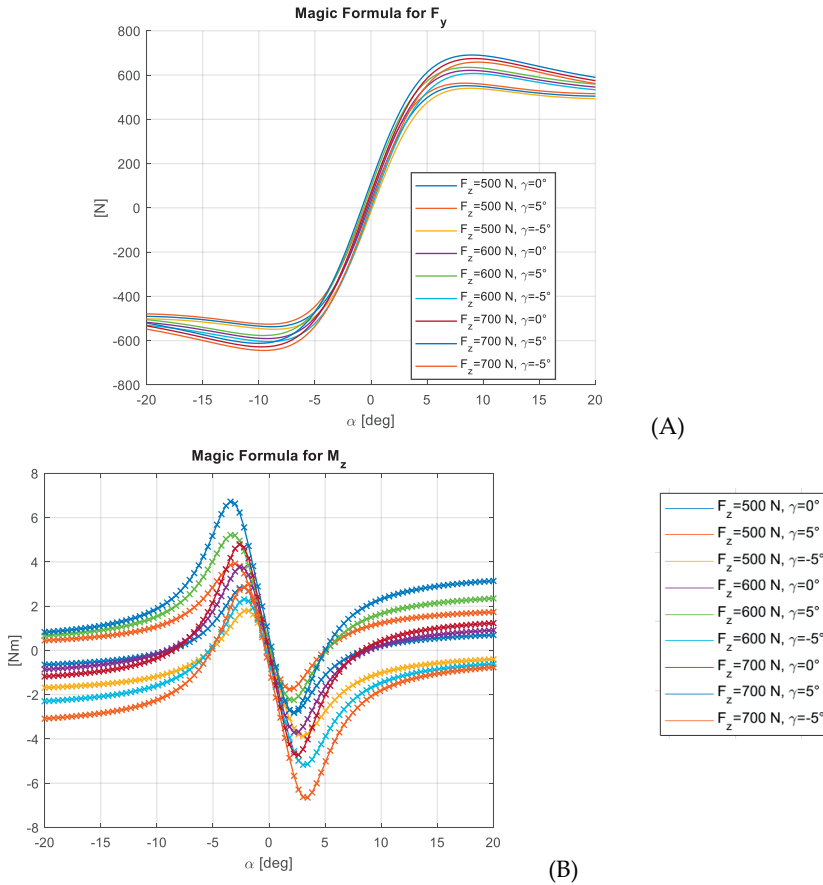 Magic Formula for F_y
800
600
400
200
0
-200
-400
-600
-800
[N]
F_z=500 N, γ=0°
F_z=500 N, γ=5°
F_z=500 N, γ=-5°
F_z=600 N, γ=0°
F_z=600 N, γ=5°
F_z=600 N, γ=-5°
F_z=700 N, γ=0°
F_z=700 N, γ=5°
F_z=700 N, γ=-5°
-20 -15 -10 -5 0 5 10 15 20
α [deg]
(A)
Magic Formula for M_z
8
6
4
2
0
-2
-4
-6
-8
[Nm]
-20 -15 -10 -5 0 5 10 15 20
α [deg]
F_z=500 N, γ=0°
F_z=500 N, γ=5°
F_z=500 N, γ=-5°
F_z=600 N, γ=0°
F_z=600 N, γ=5°
F_z=600 N, γ=-5°
F_z=700 N, γ=0°
F_z=700 N, γ=5°
F_z=700 N, γ=-5°
(B)